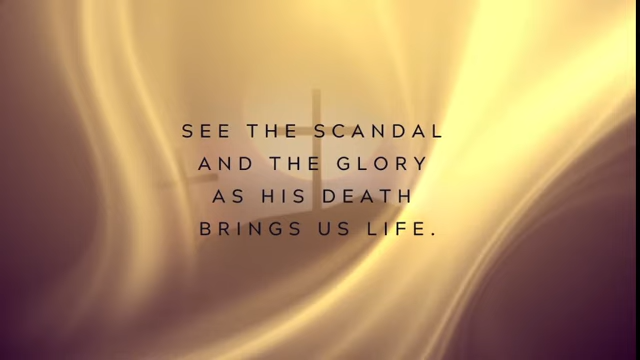 SEE THE SCANDAL
AND THE GLORY
AS HIS DEATH
BRINGS US LIFE.